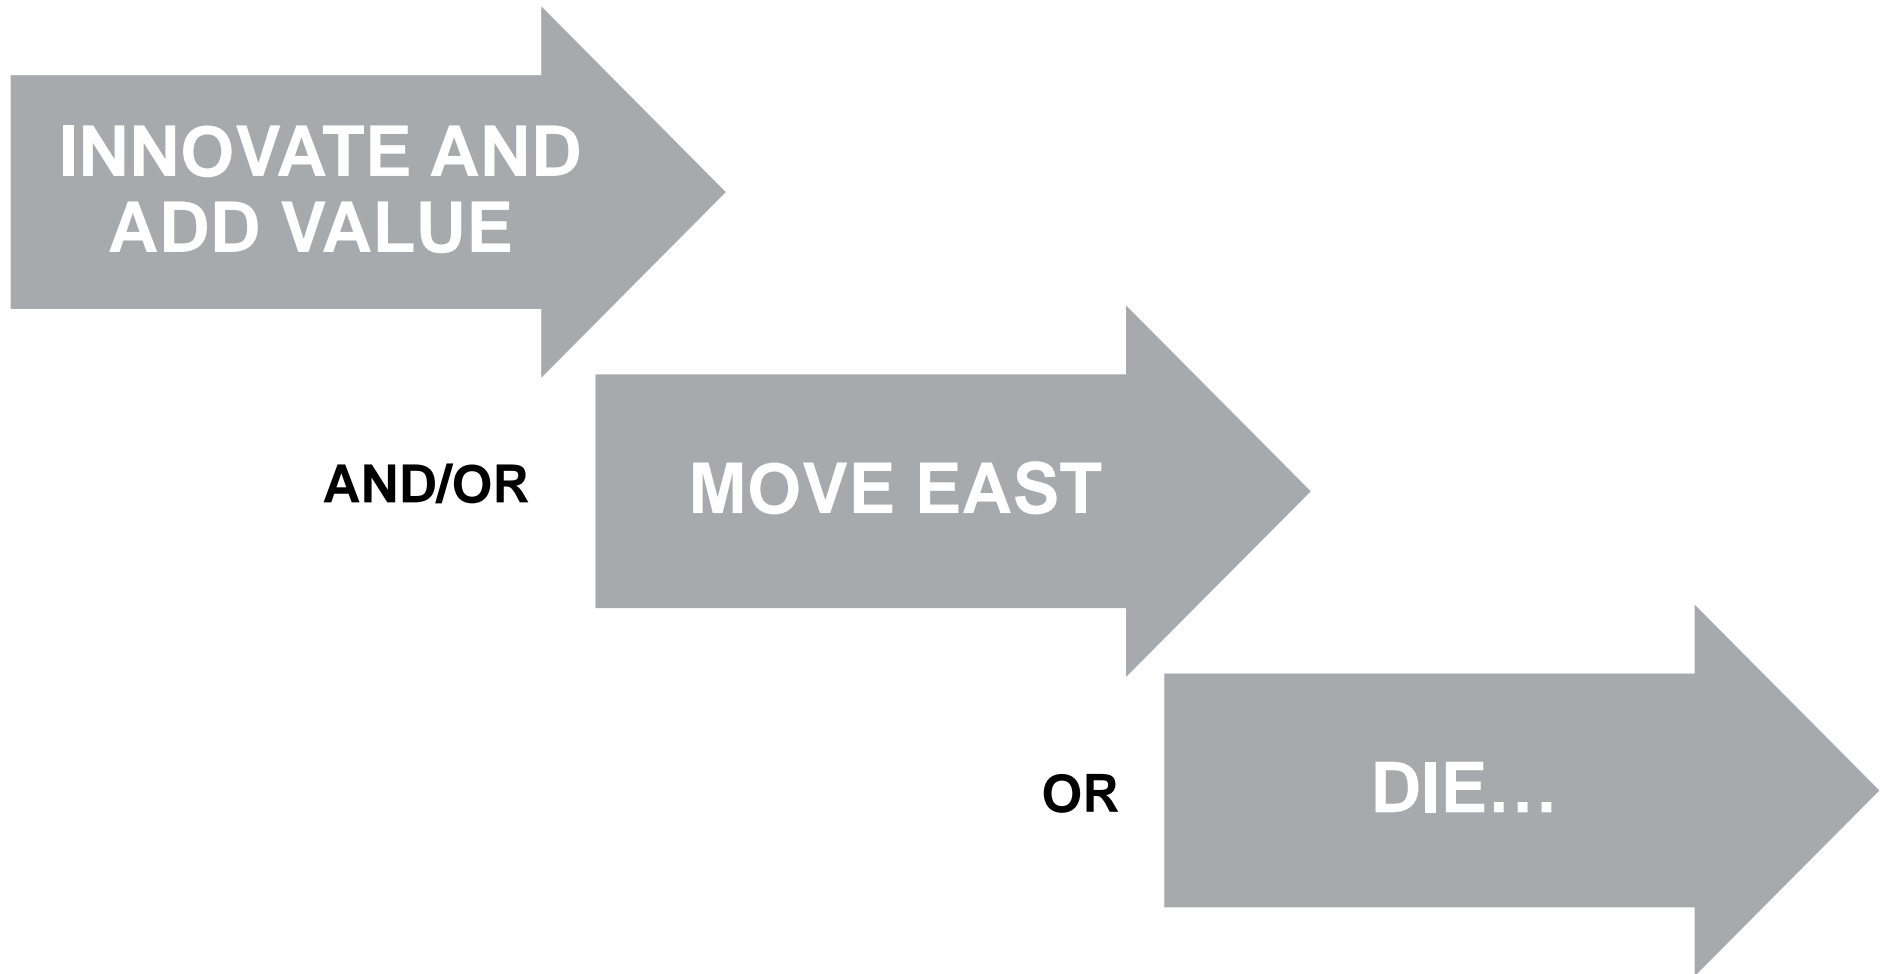 INNOVATE AND
ADD VALUE
AND/OR
MOVE EAST
OR
DIE…